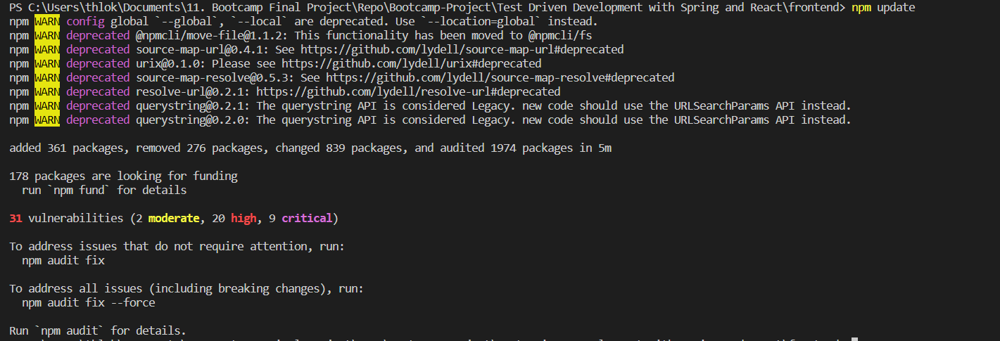 PS C:\Users\thlok\Documents\11. Bootcamp Final Project\Repo\Bootcamp-Project\Test Driven Development with Spring and React\frontend> npm update
npm WARN config global `--global`, `--local` are deprecated. Use `--location=global` instead.
npm WARN deprecated @npmcli/move-file@1.1.2: This functionality has been moved to @npmcli/fs
npm WARN deprecated source-map-url@0.4.1: See https://github.com/lydell/source-map-url#deprecated
npm WARN deprecated urix@0.1.0: Please see https://github.com/lydell/urix#deprecated
npm WARN deprecated source-map-resolve@0.5.3: See https://github.com/lydell/source-map-resolve#deprecated
npm WARN deprecated resolve-url@0.2.1: https://github.com/lydell/resolve-url#deprecated
npm WARN deprecated querystring@0.2.1: The querystring API is considered Legacy. new code should use the URLSearchParams API instead.
npm WARN deprecated querystring@0.2.0: The querystring API is considered Legacy. new code should use the URLSearchParams API instead.
added 361 packages, removed 276 packages, changed 839 packages, and audited 1974 packages in 5m
178 packages are looking for funding
run `npm fund` for details
31 vulnerabilities (2 moderate, 20 high, 9 critical)
To address issues that do not require attention, run:
npm audit fix
To address all issues (including breaking changes), run:
npm audit fix --force
Run `npm audit` for details.